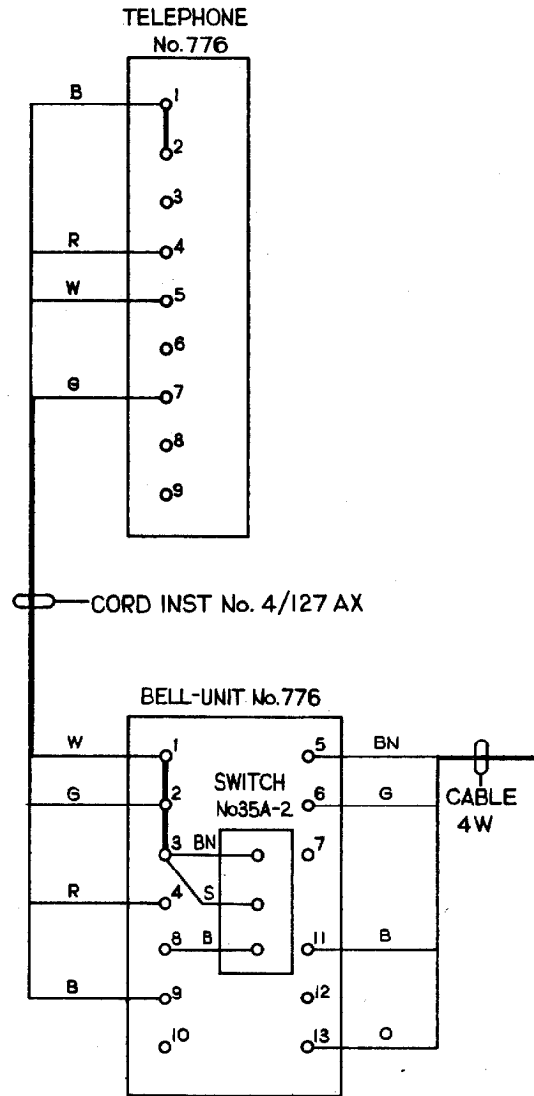 TELEPHONE
No.776
B 1
2
3
R 4
W 5
6
G 7
8
9
CORD INST No. 4/127 AX
BELL-UNIT No.776
W 1 5 BN
G 2 SWITCH 6 G
No35A-2
CABLE
4W
3 BN 7
R 4 S
8 B 11 B
B 9 12
10 13 O